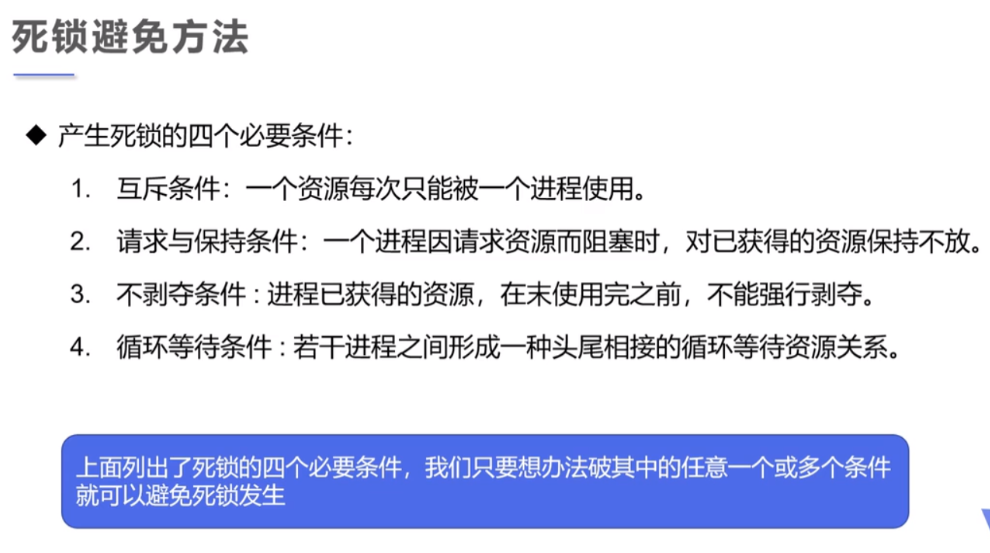 死锁避免方法
◆ 产生死锁的四个必要条件：
1. 互斥条件：一个资源每次只能被一个进程使用。
2. 请求与保持条件：一个进程因请求资源而阻塞时，对已获得的资源保持不放。
3. 不剥夺条件 : 进程已获得的资源，在末使用完之前，不能强行剥夺。
4. 循环等待条件 : 若干进程之间形成一种头尾相接的循环等待资源关系。
上面列出了死锁的四个必要条件，我们只要想办法破其中的任意一个或多个条件
就可以避免死锁发生